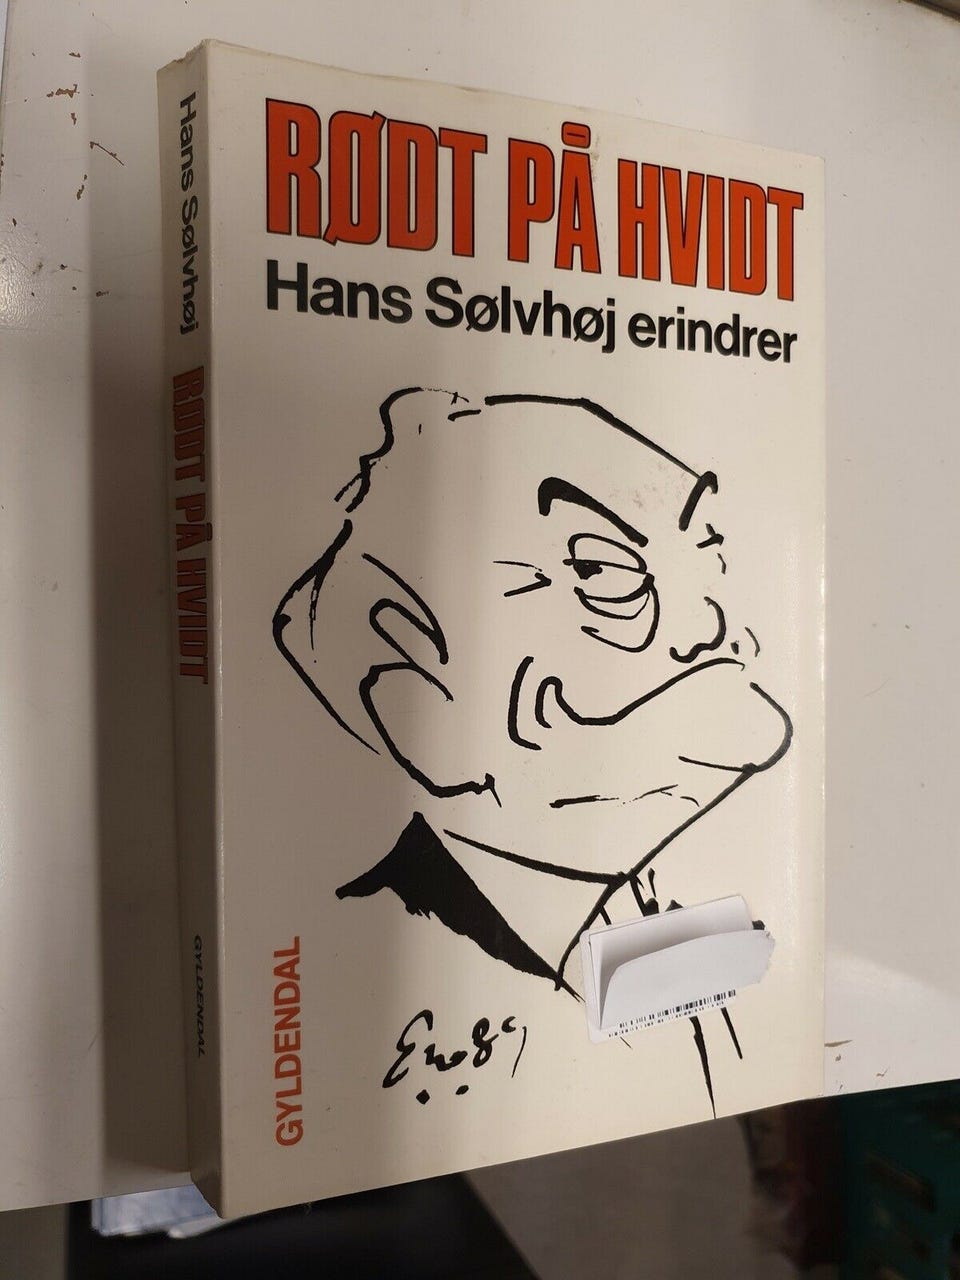 RØDT PÅ HVIDT
Hans Sølvhøj erindrer
GYLDENDAL
Hans Sølvhøj RØDT PÅ HVIDT
GYLDENDAL